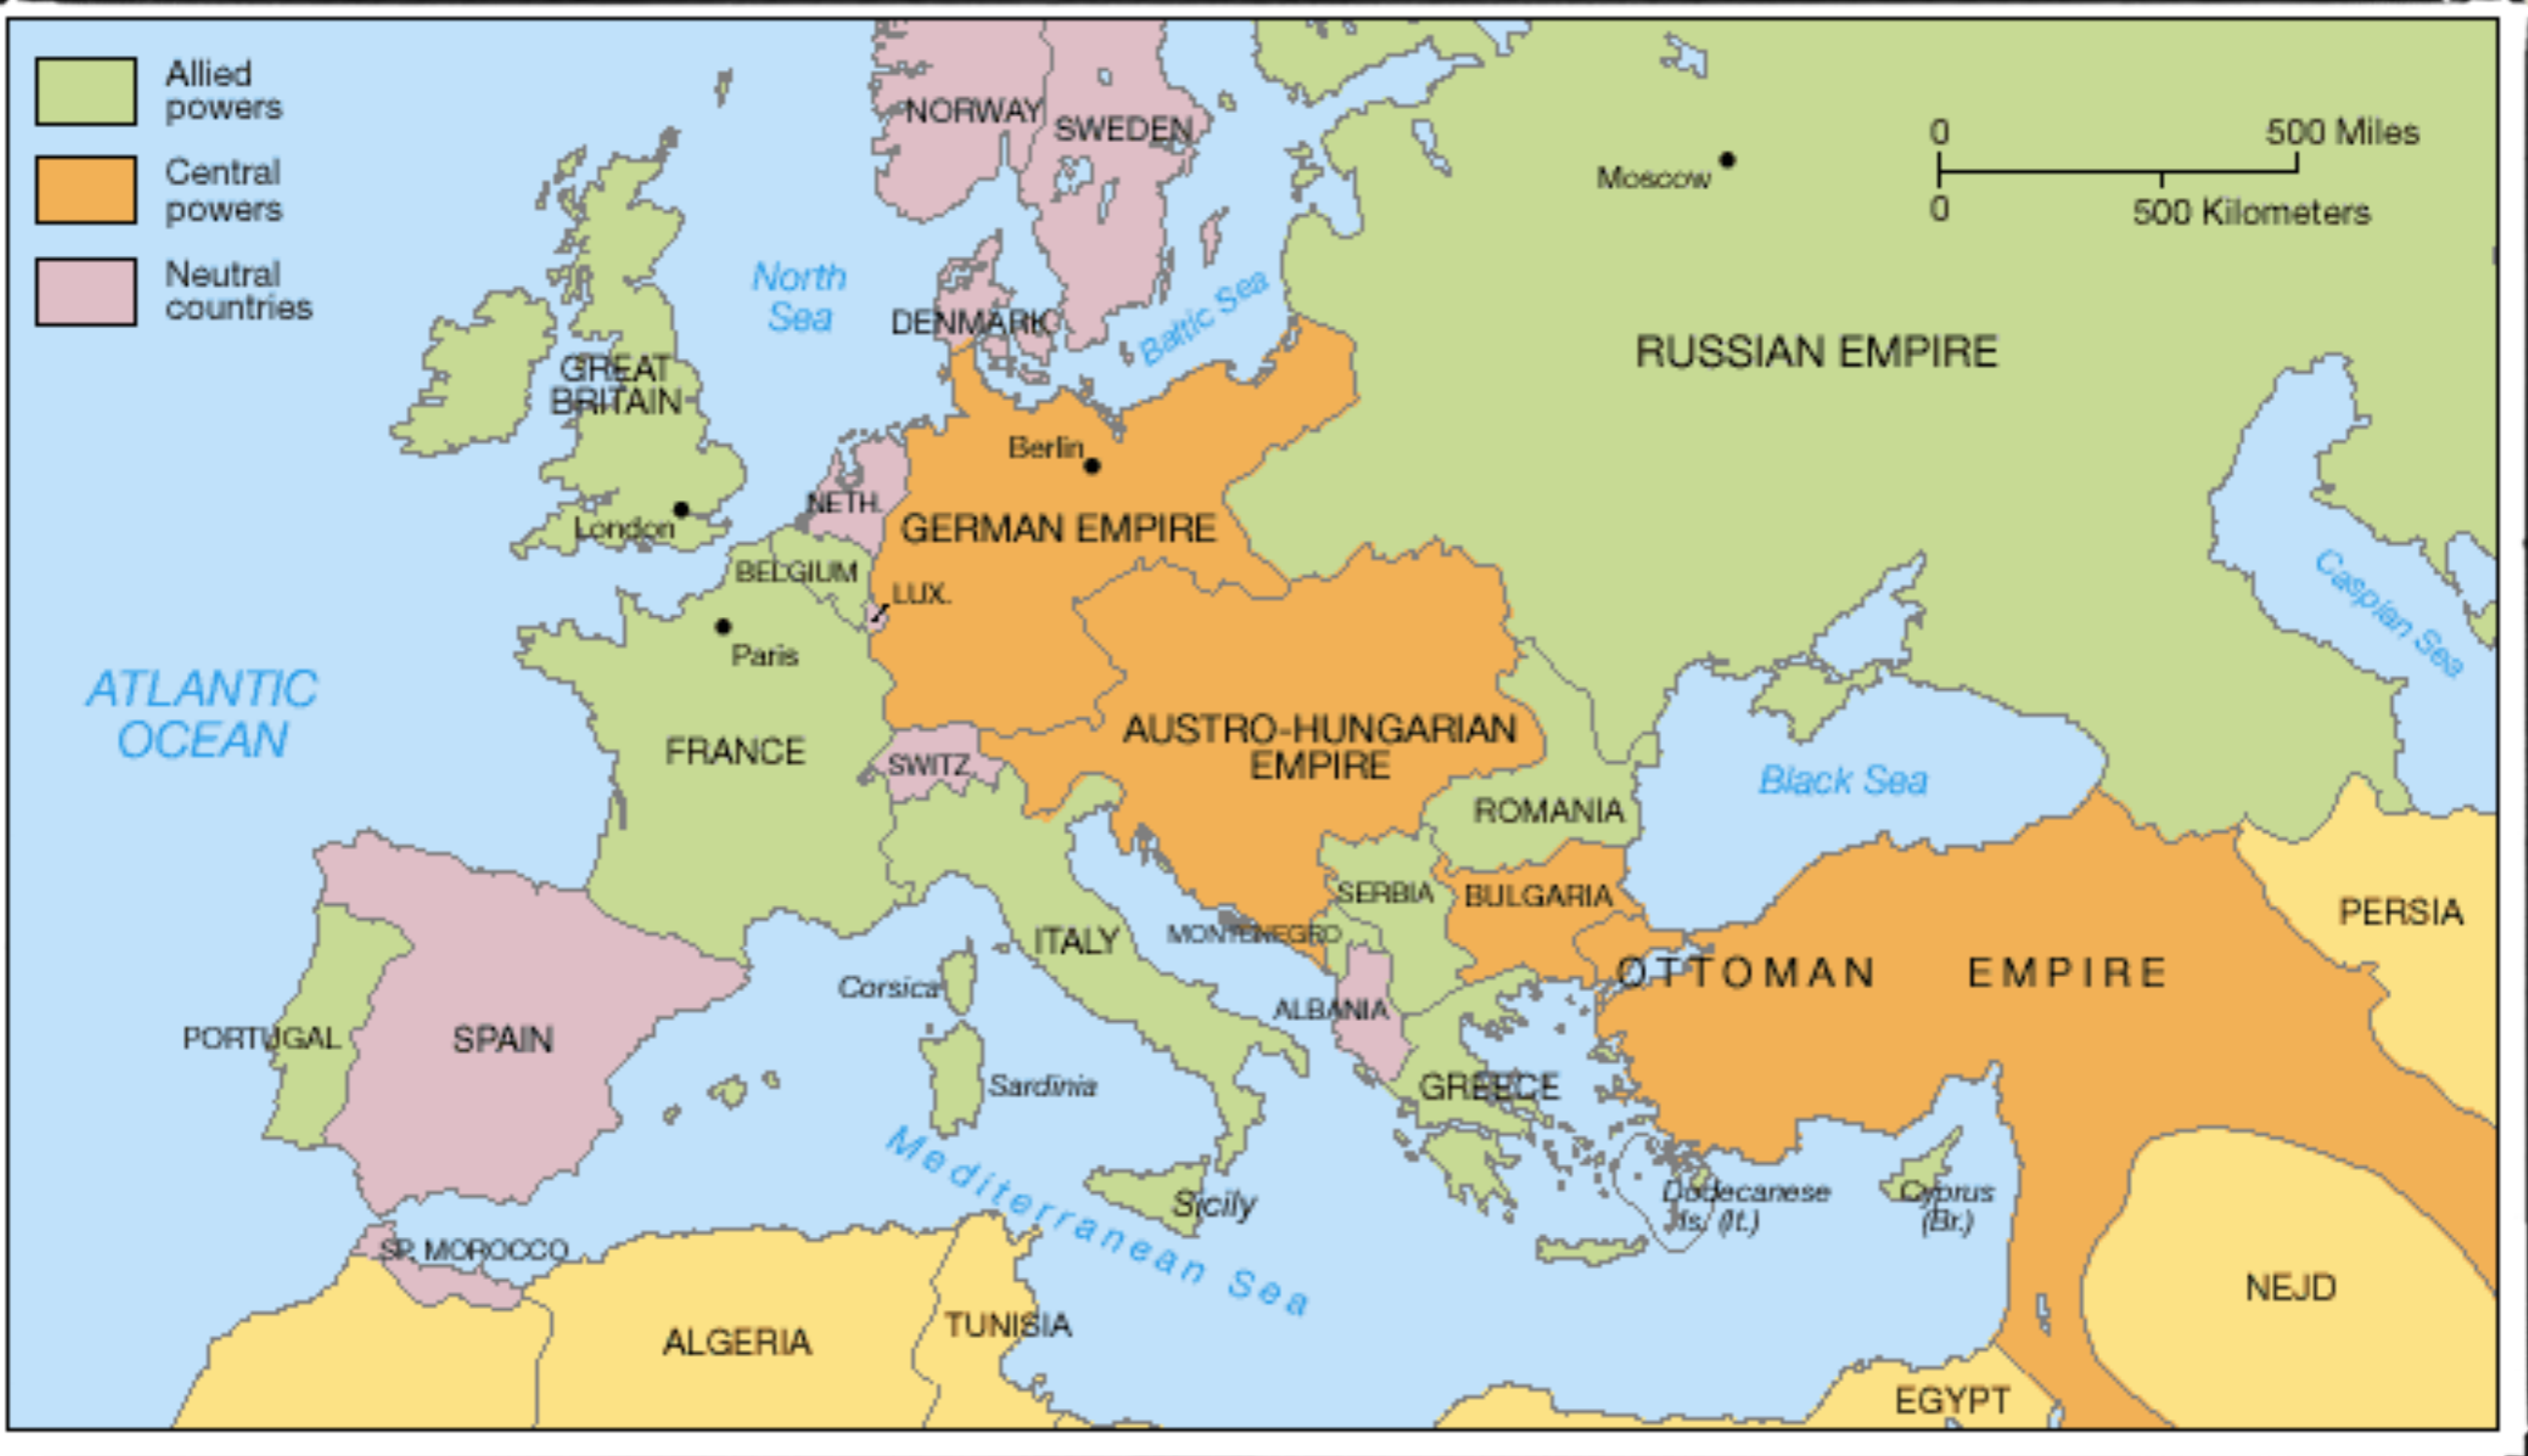 Allied
powers
Central
powers
Neutral
countries
NORWAY
SWEDEN
0
500 Miles
0
500 Kilometers
Moscow
North
Sea
DENMARK
Baltic Sea
RUSSIAN EMPIRE
GREAT
BRITAIN
London
Berlin
NETH.
GERMAN EMPIRE
BELGIUM
LUX.
Paris
Caspian Sea
ATLANTIC
OCEAN
FRANCE
SWITZ
AUSTRO-HUNGARIAN
EMPIRE
Black Sea
ROMANIA
SERBIA
BULGARIA
PERSIA
MONTENEGRO
ITALY
Corsica
OTTOMAN EMPIRE
ALBANIA
PORTUGAL
SPAIN
Sardinia
GREECE
Mediterranean Sea
Sicily
Dodecanese
Is. (It.)
Cyprus
(Br.)
SP. MOROCCO
NEJD
ALGERIA
TUNISIA
EGYPT